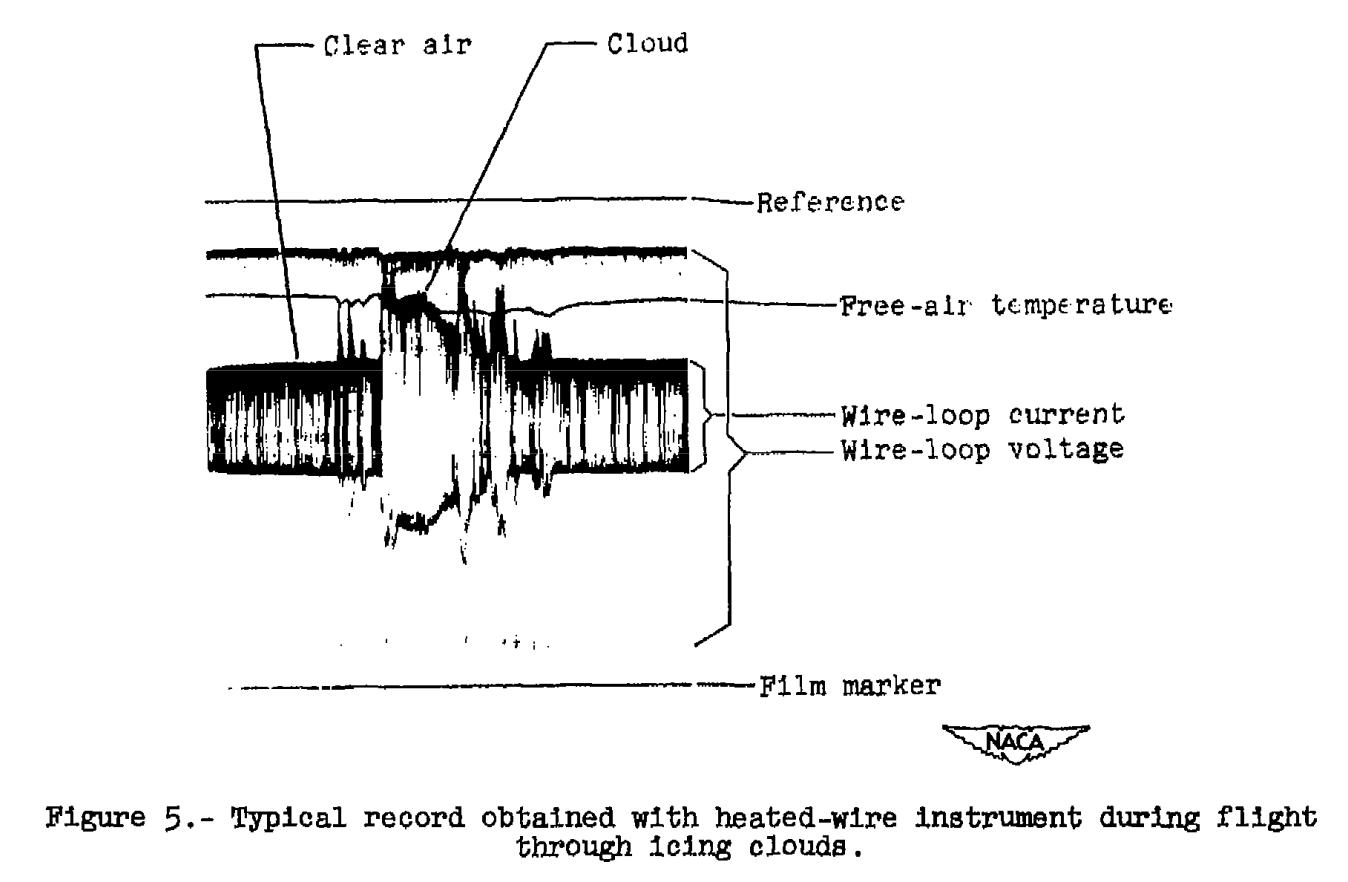 Clear air
Cloud
Reference
Free-air temperature
Wire-loop current
Wire-loop voltage
Film marker
NACA
Figure 5.- Typical record obtained with heated-wire instrument during flight
through icing clouds.